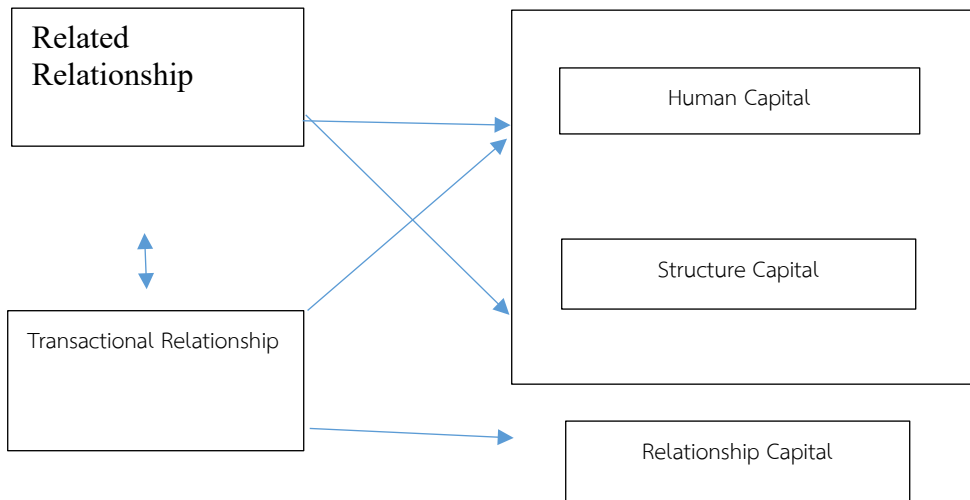 Related
Relationship
Human Capital
Structure Capital
Transactional Relationship
Relationship Capital